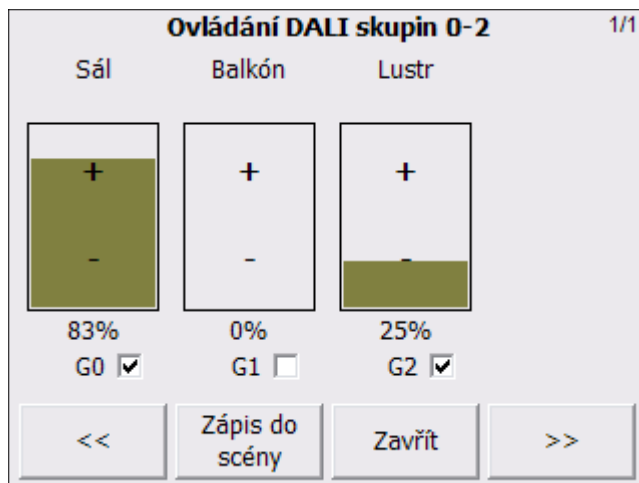 Ovládání DALI skupin 0-2 1/1
Sál Balkón Lustr
+ + +
- - -
83% 0% 25%
G0 G1 G2
<< Zápis do scény Zavřít >>